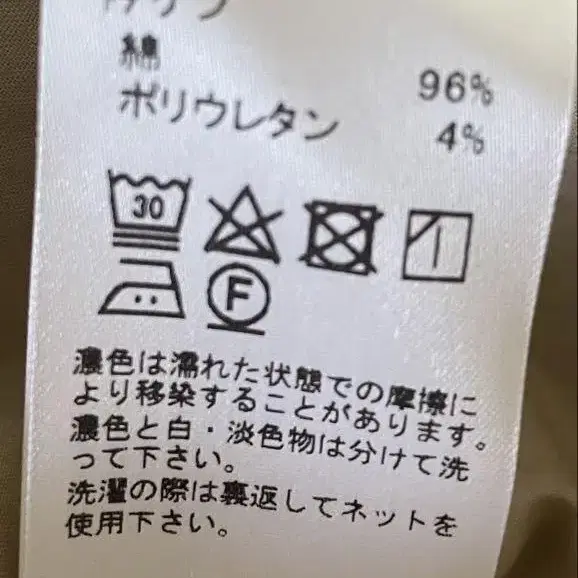 綿 96%
ポリウレタン 4%
30
F
濃色は濡れた状態での摩擦に
より移染することがあります。
濃色と白・淡色物は分けて洗
って下さい。
洗濯の際は裏返してネットを
使用下さい。